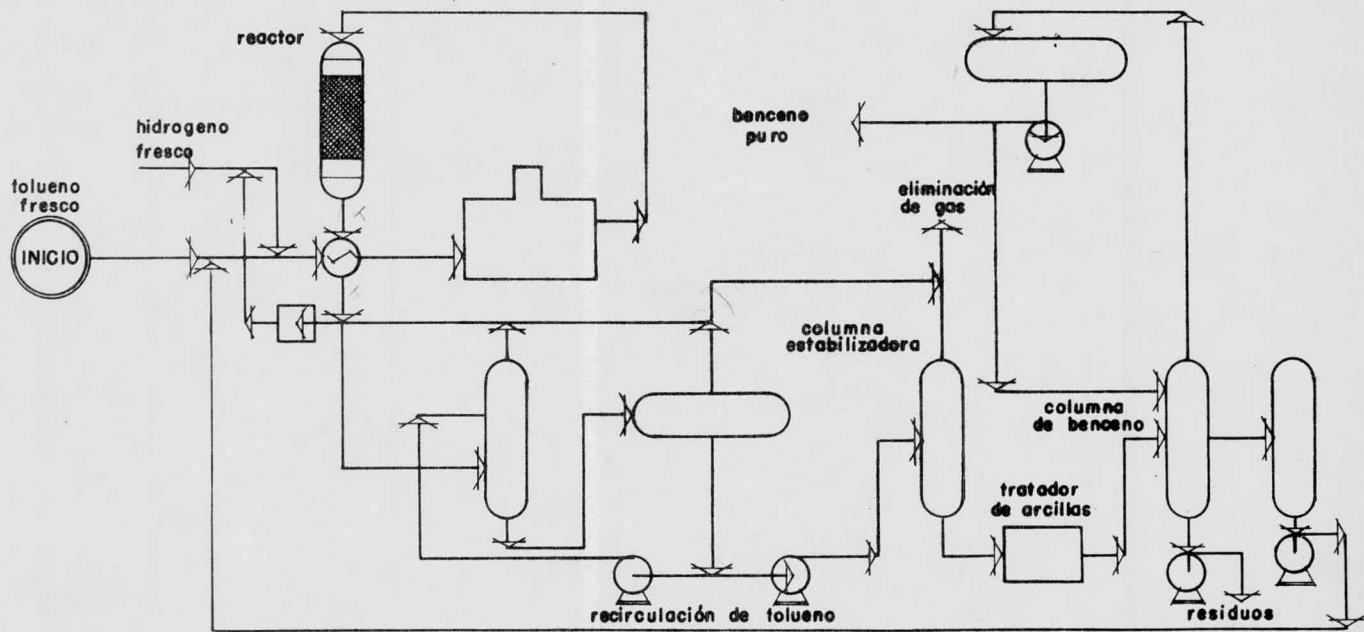 reactor
hidrogeno
fresco
tolueno
fresco
INICIO
benceno
puro
eliminación
de gas
columna
estabilizadora
columna
de benceno
tratador
de arcillas
recirculación de tolueno
residuos